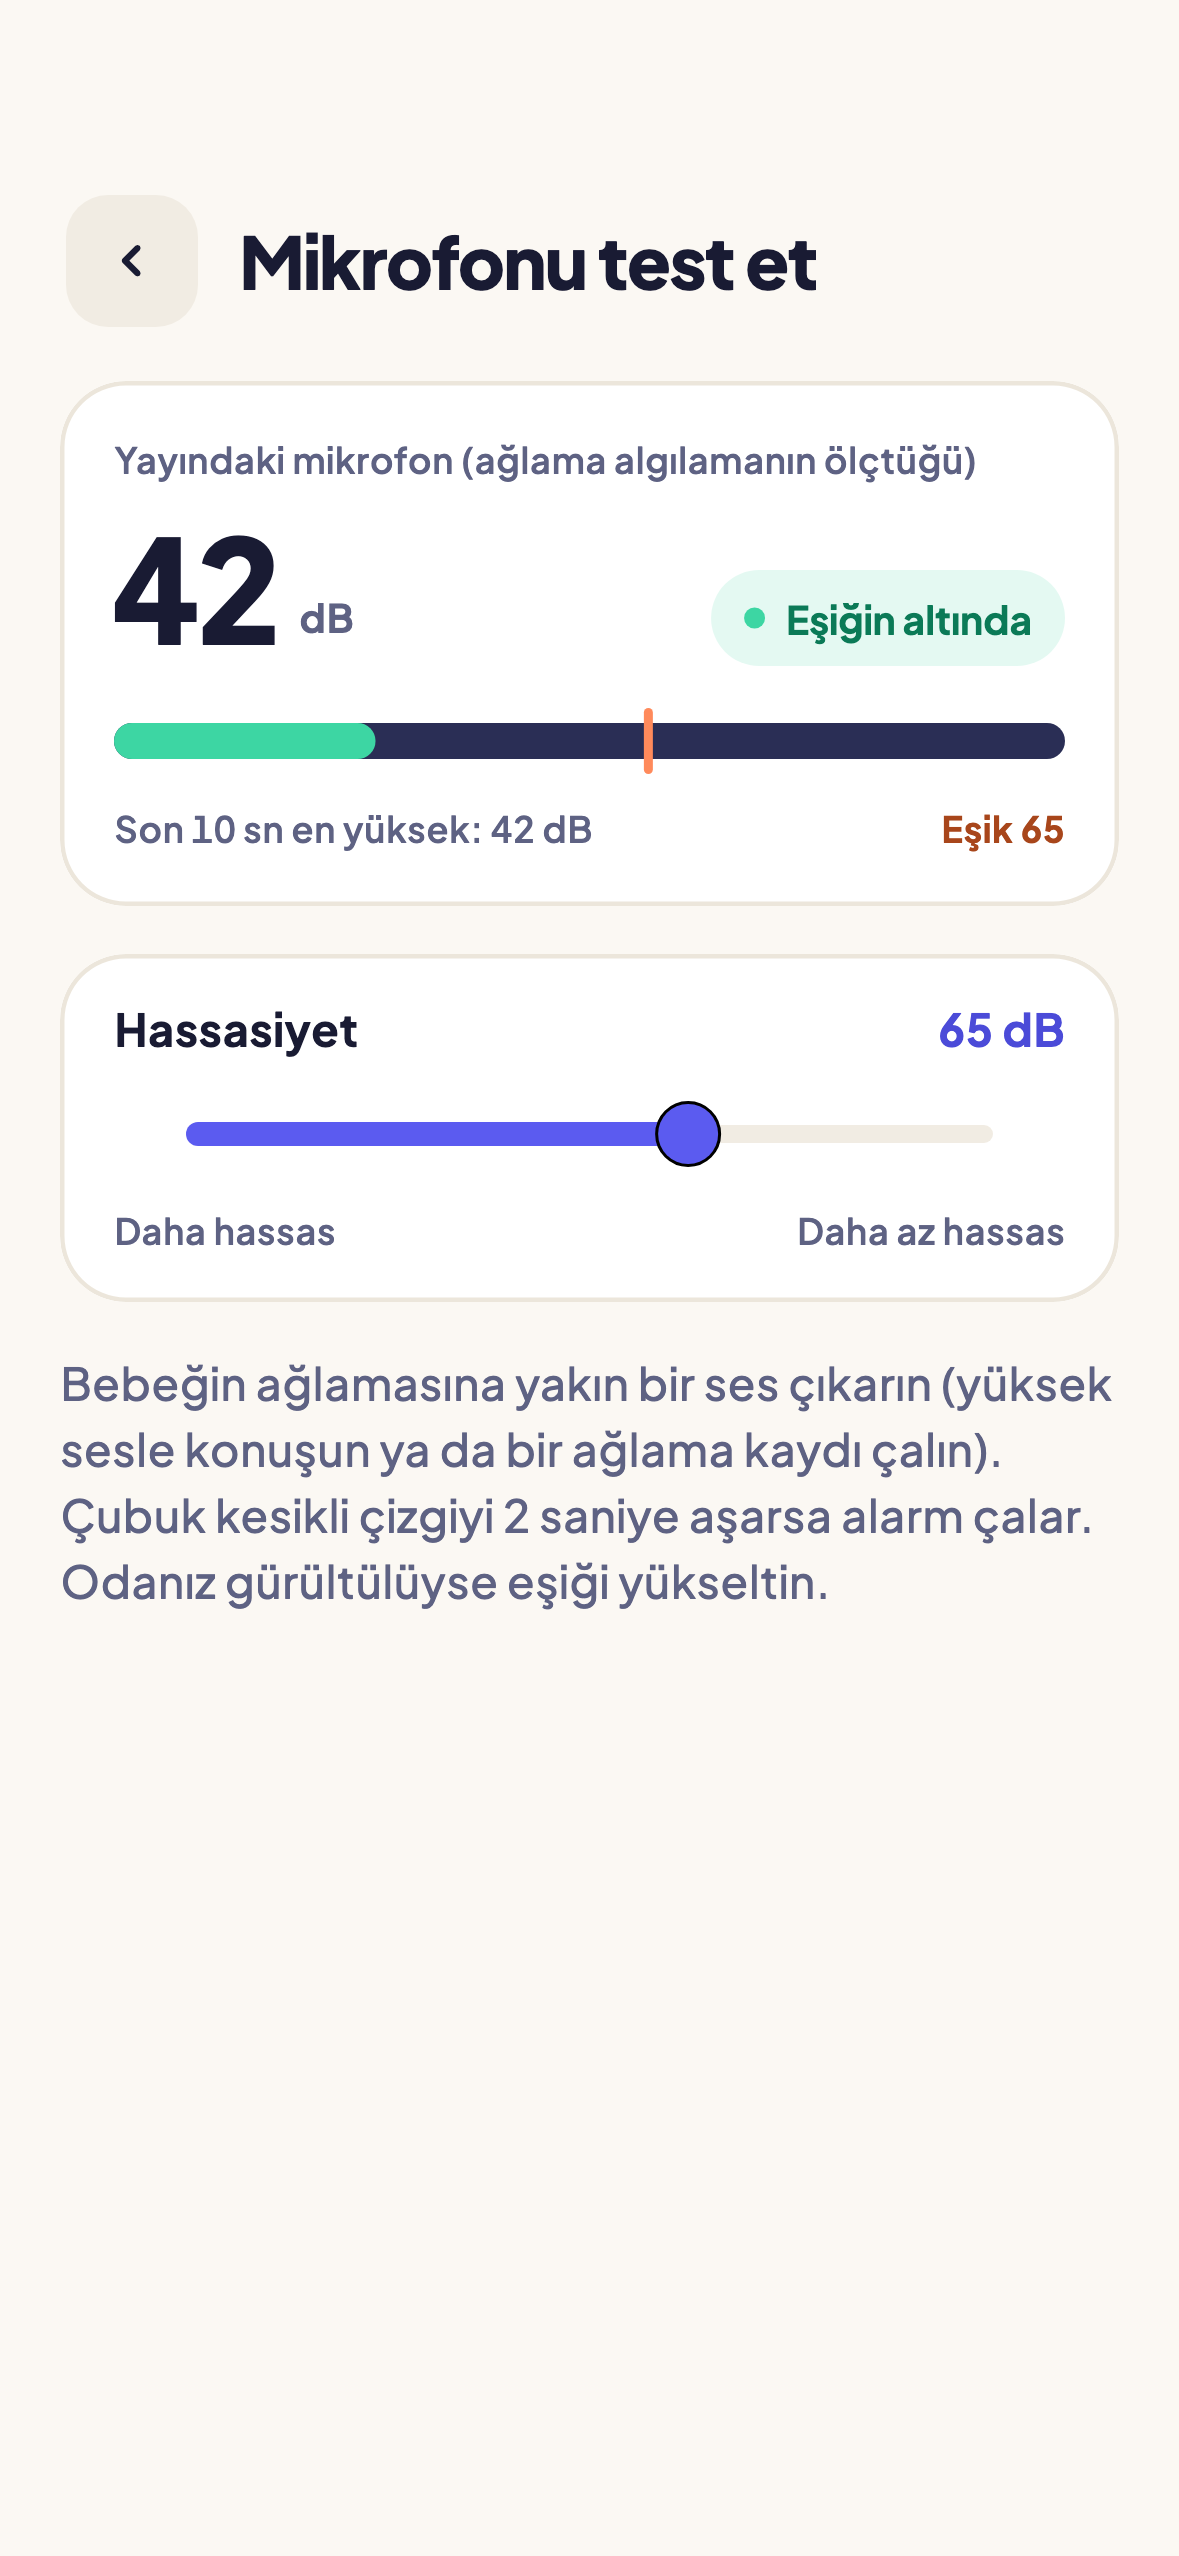 Mikrofonu test et
Yayındaki mikrofon (ağlama algılamanın ölçtüğü)
42 dB
Eşiğin altında
Son 10 sn en yüksek: 42 dB
Eşik 65
Hassasiyet
65 dB
Daha hassas
Daha az hassas
Bebeğin ağlamasına yakın bir ses çıkarın (yüksek
sesle konuşun ya da bir ağlama kaydı çalın).
Çubuk kesikli çizgiyi 2 saniye aşarsa alarm çalar.
Odanız gürültülüyse eşiği yükseltin.